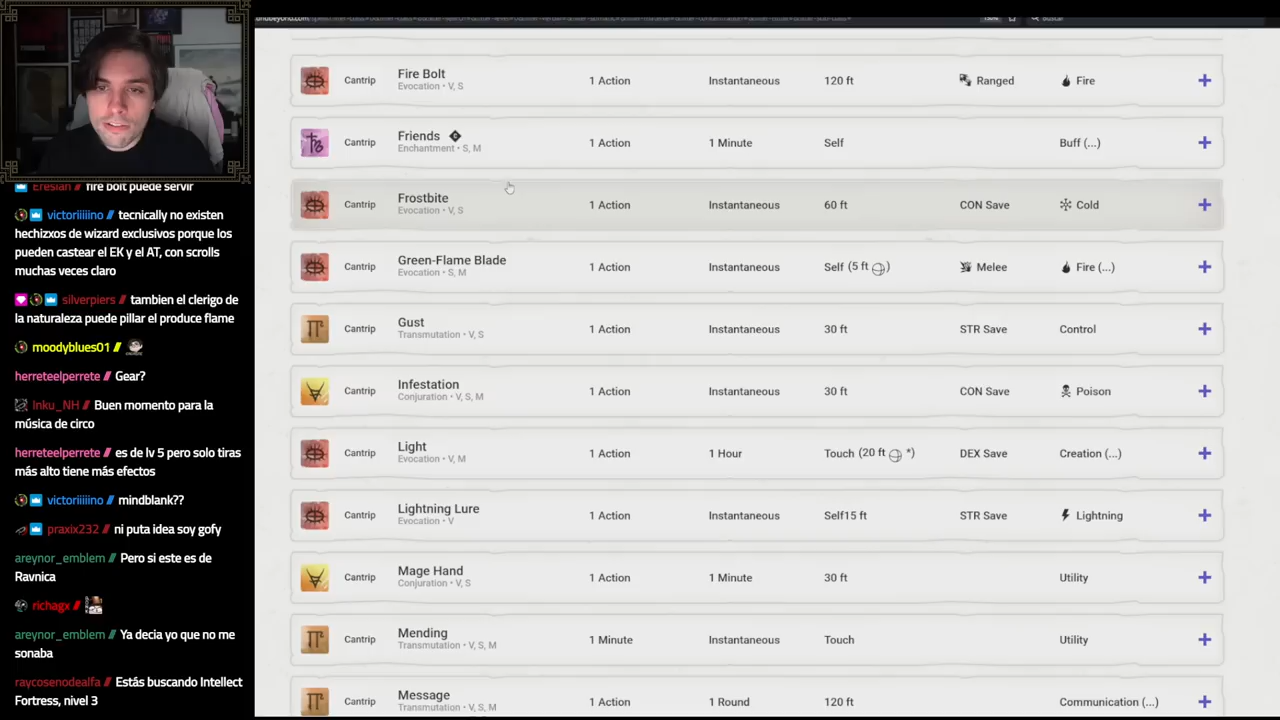 Eresian // fire bolt puede servir
victoriiiiino // tecnically no existen
hechizxos de wizard exclusivos porque los
pueden castear el EK y el AT, con scrolls
muchas veces claro
silverpiers // tambien el clerigo de
la naturaleza puede pillar el produce flame
moodyblues01 //
herreteelperrete // Gear?
Inku_NH // Buen momento para la
música de circo
herreteelperrete // es de lv 5 pero solo tiras
más alto tiene más efectos
victoriiiiino // mindblank??
praxix232 // ni puta idea soy gofy
areynor_emblem // Pero si este es de
Ravnica
richagx //
areynor_emblem // Ya decia yo que no me
sonaba
raycosenodealfa // Estás buscando Intellect
Fortress, nivel 3
Cantrip Fire Bolt 1 Action Instantaneous 120 ft Ranged Fire +
Evocation • V, S
Cantrip Friends 1 Action 1 Minute Self Buff (...) +
Enchantment • S, M
Cantrip Frostbite 1 Action Instantaneous 60 ft CON Save Cold +
Evocation • V, S
Cantrip Green-Flame Blade 1 Action Instantaneous Self (5 ft ) Melee Fire (...) +
Evocation • S, M
Cantrip Gust 1 Action Instantaneous 30 ft STR Save Control +
Transmutation • V, S
Cantrip Infestation 1 Action Instantaneous 30 ft CON Save Poison +
Conjuration • V, S, M
Cantrip Light 1 Action 1 Hour Touch (20 ft *) DEX Save Creation (...) +
Evocation • V, M
Cantrip Lightning Lure 1 Action Instantaneous Self15 ft STR Save Lightning +
Evocation • V
Cantrip Mage Hand 1 Action 1 Minute 30 ft Utility +
Conjuration • V, S
Cantrip Mending 1 Minute Instantaneous Touch Utility +
Transmutation • V, S, M
Cantrip Message 1 Action 1 Round 120 ft Communication (...) +
Transmutation • V, S, M